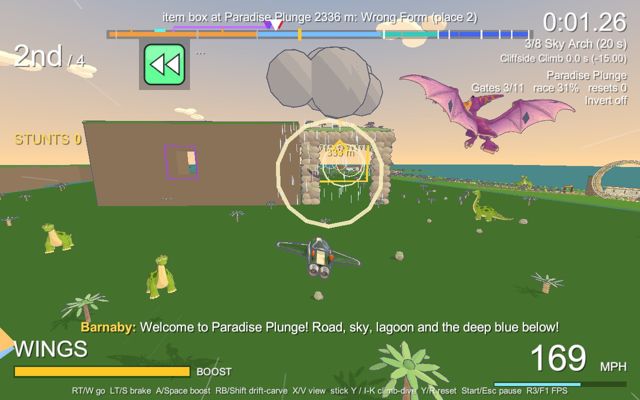 item box at Paradise Plunge 2336 m: Wrong Form (place 2)
0:01.26
2nd / 4
...
3/8 Sky Arch (20 s)
Cliffside Climb 0.0 s (-15.00)
Paradise Plunge
Gates 3/11 race 31% resets 0
Invert off
STUNTS 0
Barnaby: Welcome to Paradise Plunge! Road, sky, lagoon and the deep blue below!
WINGS
BOOST
169 MPH
RT/W go LT/S brake A/Space boost RB/Shift drift-carve X/V view stick Y / I-K climb-dive Y/R reset Start/Esc pause R3/F1 FPS